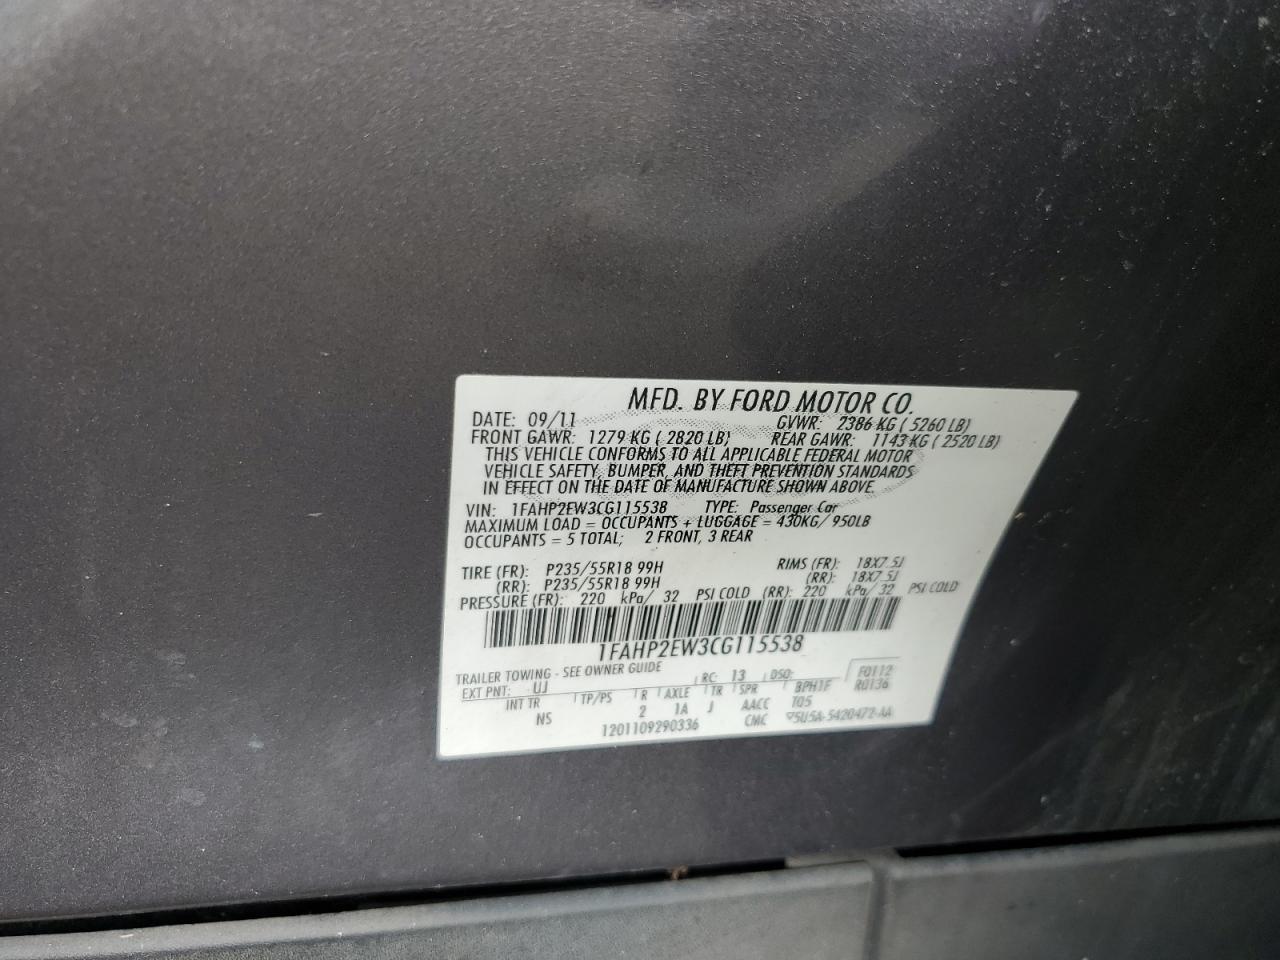 MFD. BY FORD MOTOR CO.
DATE: 09/11 GVWR: 2386 KG ( 5260 LB)
FRONT GAWR: 1279 KG ( 2820 LB) REAR GAWR: 1143 KG ( 2520 LB)
THIS VEHICLE CONFORMS TO ALL APPLICABLE FEDERAL MOTOR
VEHICLE SAFETY, BUMPER, AND THEFT PREVENTION STANDARDS
IN EFFECT ON THE DATE OF MANUFACTURE SHOWN ABOVE.
VIN: 1FAHP2EW3CG115538 TYPE: Passenger Car
MAXIMUM LOAD = OCCUPANTS + LUGGAGE = 430KG/ 950LB
OCCUPANTS = 5 TOTAL; 2 FRONT, 3 REAR
TIRE (FR): P235/55R18 99H RIMS (FR): 18X7.5J
(RR): P235/55R18 99H (RR): 18X7.5J
PRESSURE (FR): 220 kPa/ 32 PSI COLD (RR): 220 kPa/ 32 PSI COLD
1FAHP2EW3CG115538
TRAILER TOWING - SEE OWNER GUIDE
EXT PNT: UJ RC: 13 DSO: F0112
INT TR TP/PS R AXLE TR SPR BPH1F R0136
NS 2 1A J AACC T05
1201109290336 CMC 5U5A-5420472-AA